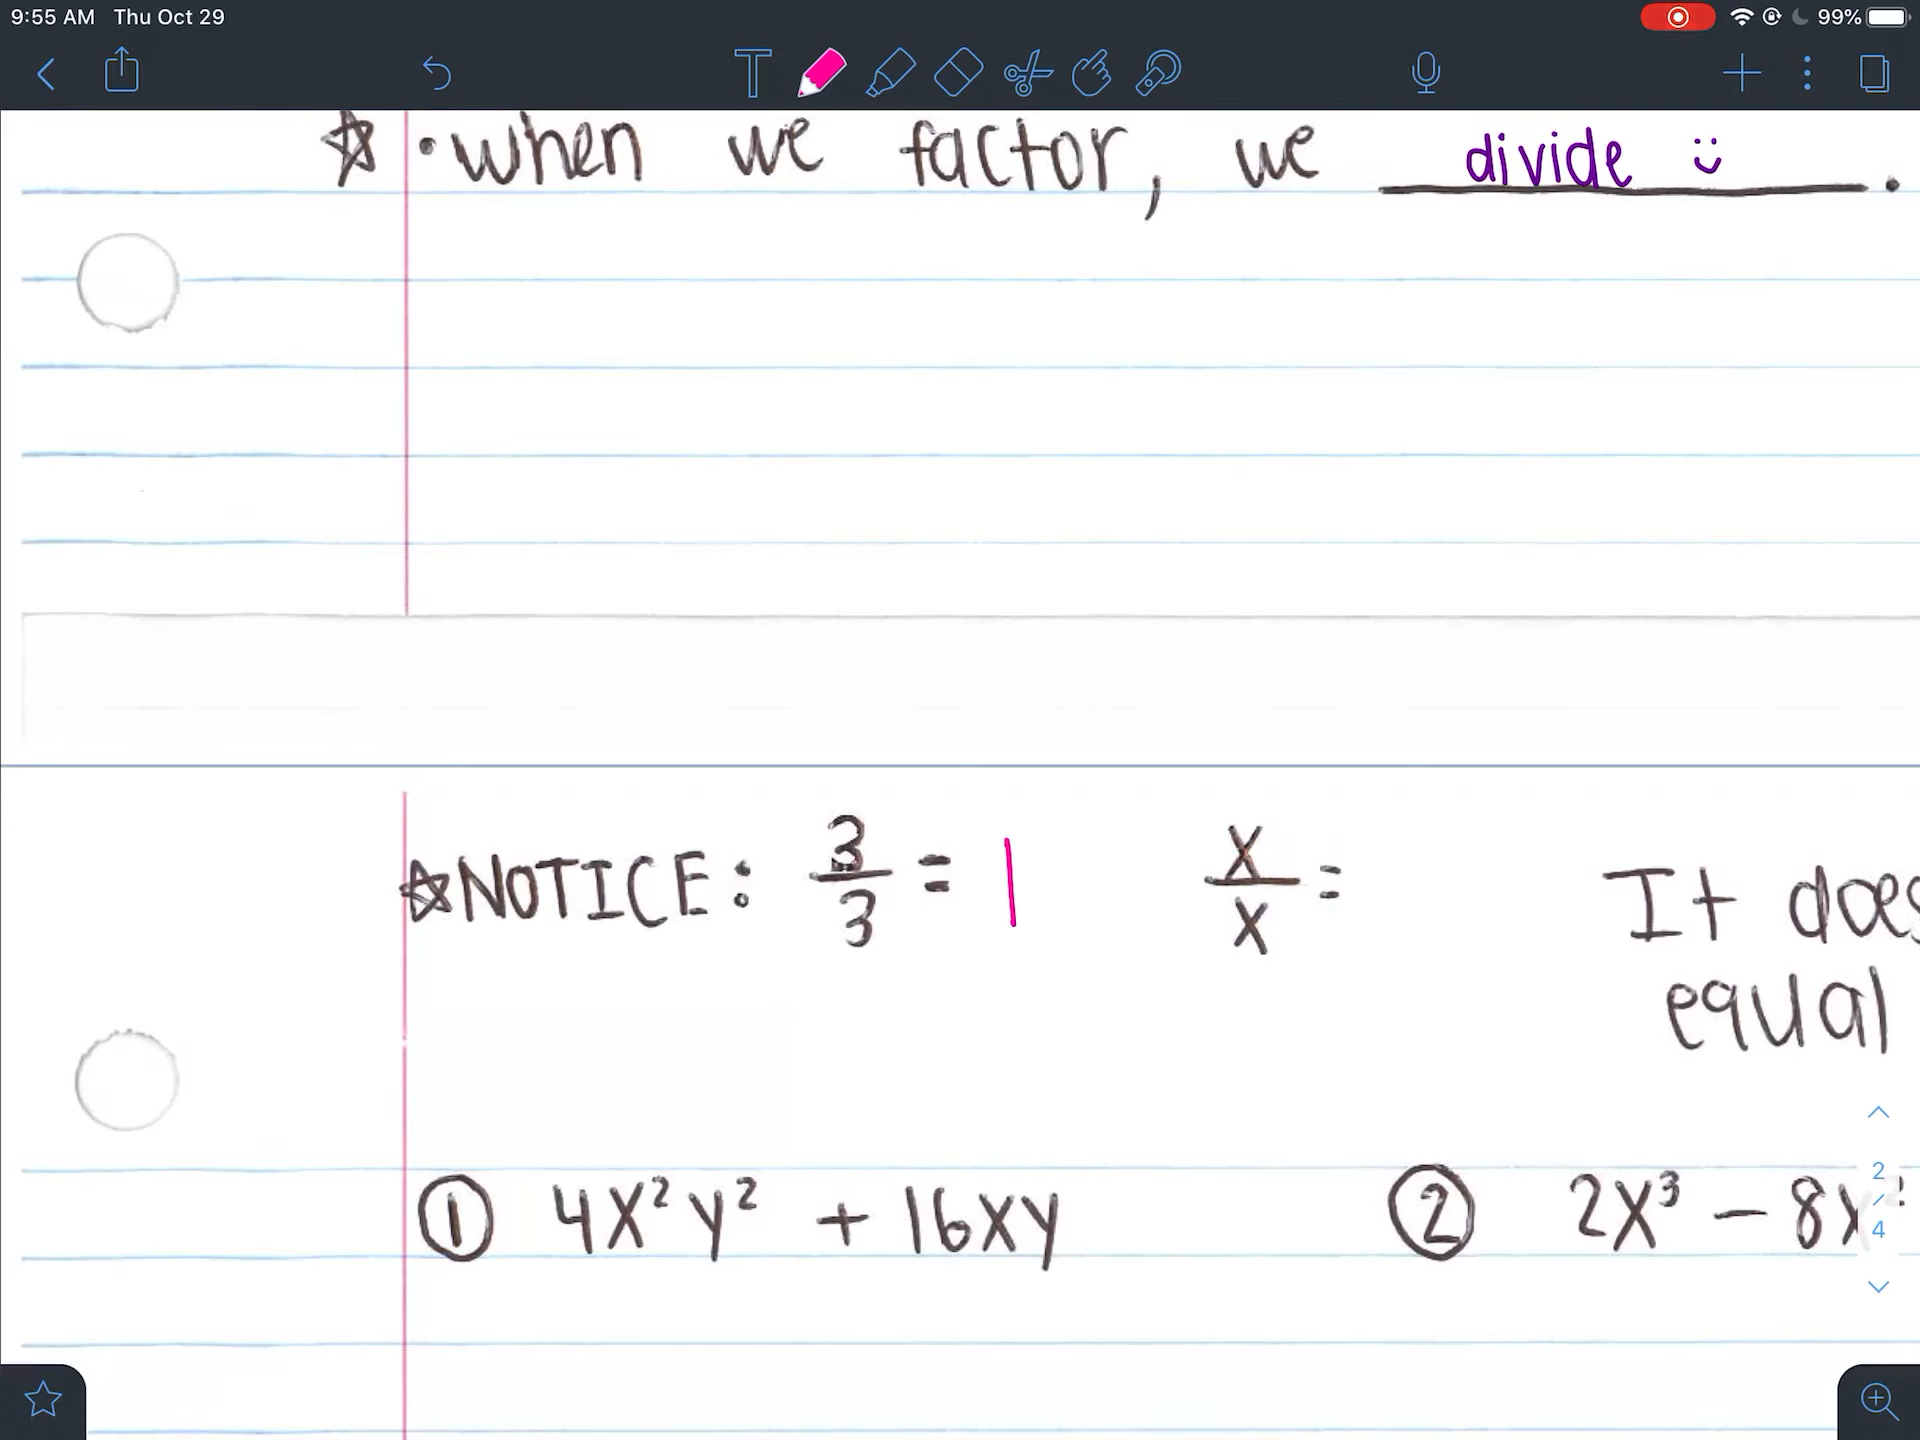 9:55 AM Thu Oct 29 99%
☆ • when we factor, we divide .
☆NOTICE: 3/3 = 1 x/x = It does
equal
① 4x²y² + 16xy ② 2x³ − 8x²
2
/
4